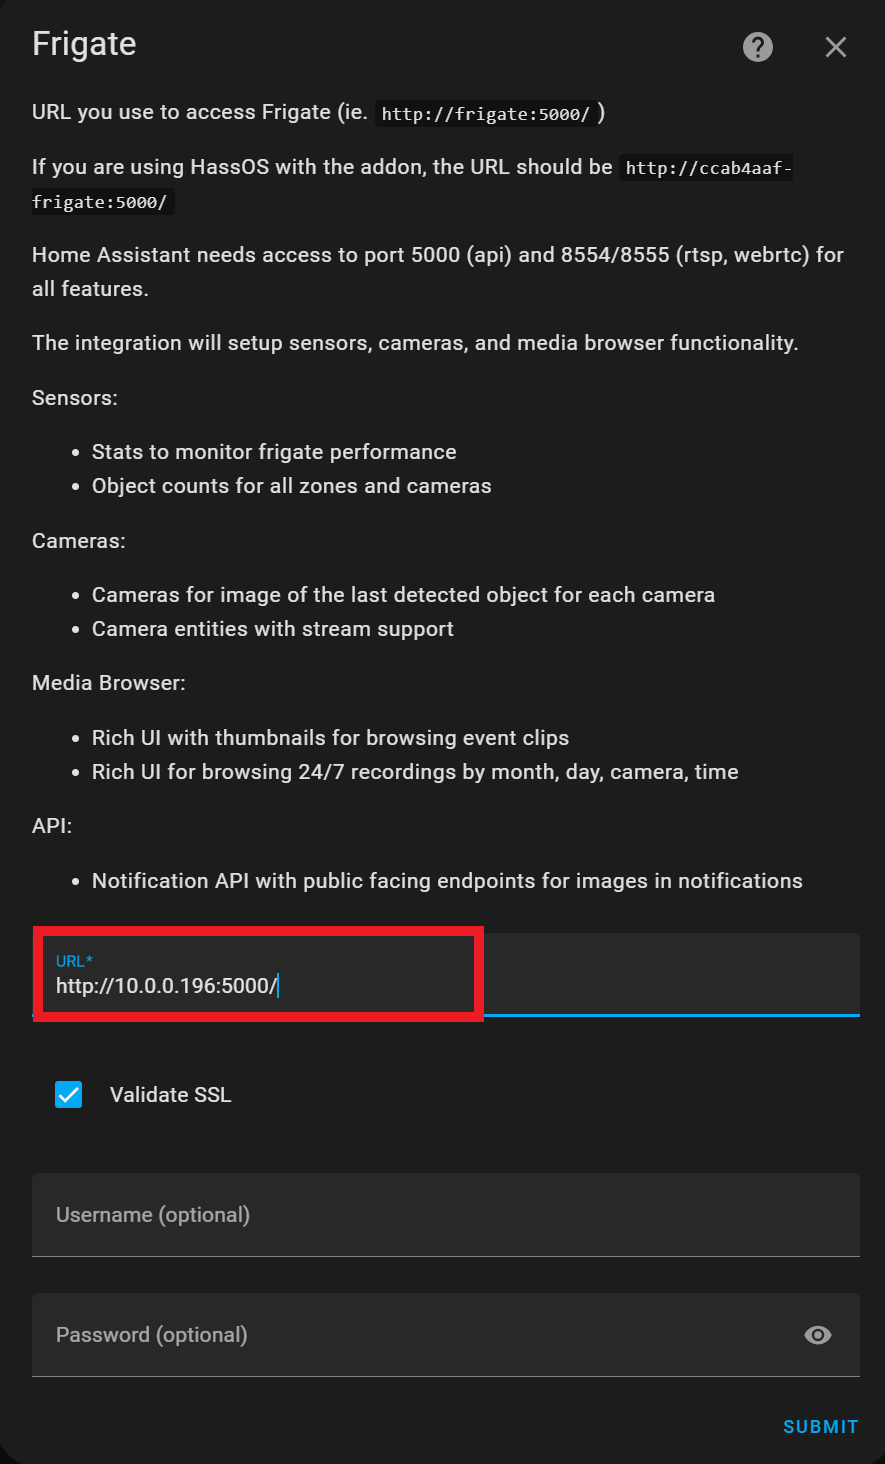 Frigate
URL you use to access Frigate (ie. http://frigate:5000/ )
If you are using HassOS with the addon, the URL should be http://ccab4aaf-
frigate:5000/
Home Assistant needs access to port 5000 (api) and 8554/8555 (rtsp, webrtc) for
all features.
The integration will setup sensors, cameras, and media browser functionality.
Sensors:
• Stats to monitor frigate performance
• Object counts for all zones and cameras
Cameras:
• Cameras for image of the last detected object for each camera
• Camera entities with stream support
Media Browser:
• Rich UI with thumbnails for browsing event clips
• Rich UI for browsing 24/7 recordings by month, day, camera, time
API:
• Notification API with public facing endpoints for images in notifications
URL*
http://10.0.0.196:5000/
Validate SSL
Username (optional)
Password (optional)
SUBMIT